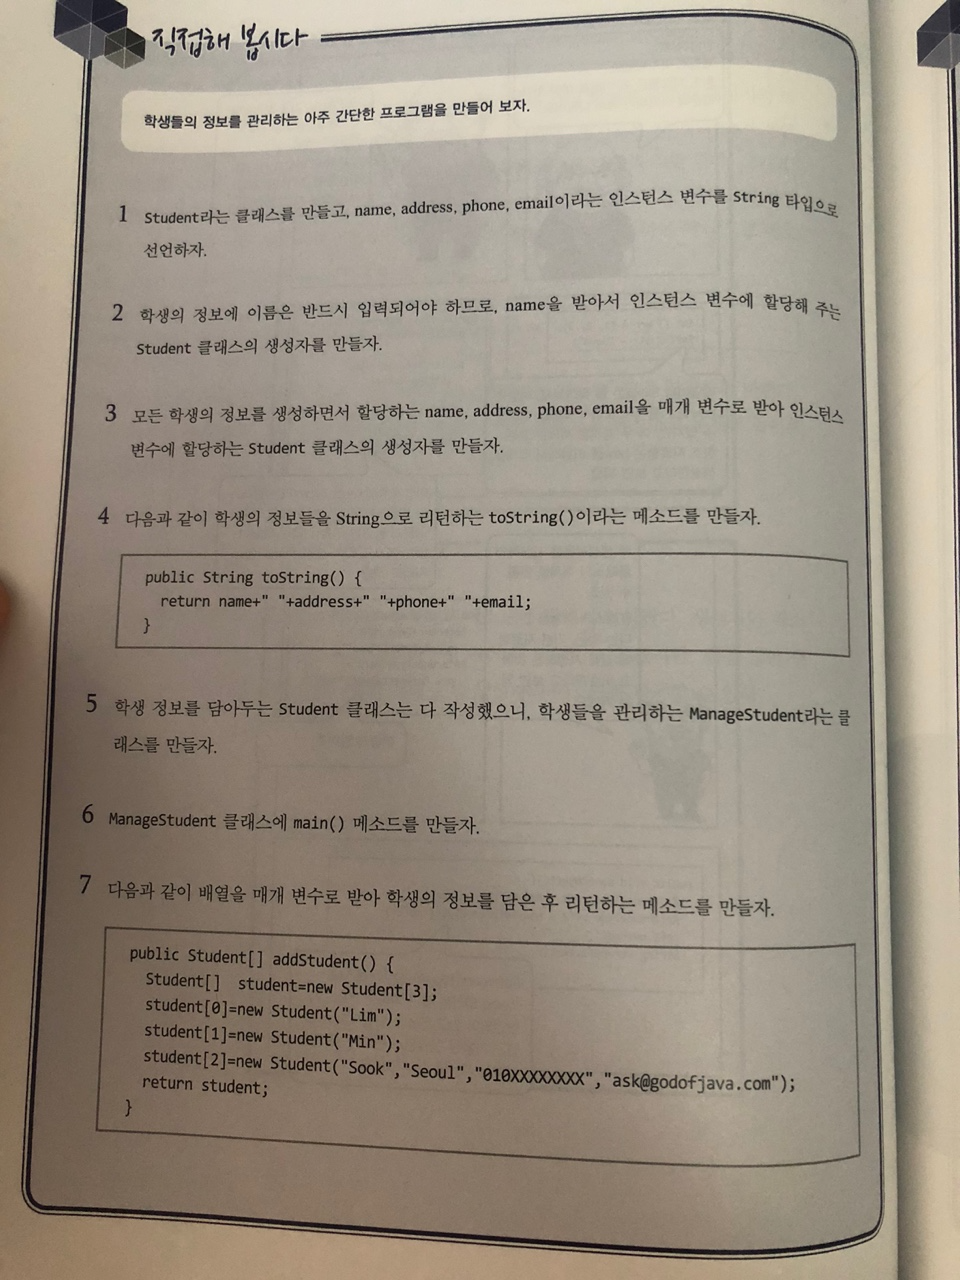 직접해 봅시다
학생들의 정보를 관리하는 아주 간단한 프로그램을 만들어 보자.
1 Student라는 클래스를 만들고, name, address, phone, email이라는 인스턴스 변수를 String 타입으로
선언하자.
2 학생의 정보에 이름은 반드시 입력되어야 하므로, name을 받아서 인스턴스 변수에 할당해 주는
Student 클래스의 생성자를 만들자.
3 모든 학생의 정보를 생성하면서 할당하는 name, address, phone, email을 매개 변수로 받아 인스턴스
변수에 할당하는 Student 클래스의 생성자를 만들자.
4 다음과 같이 학생의 정보들을 String으로 리턴하는 toString()이라는 메소드를 만들자.
public String toString() {
return name+" "+address+" "+phone+" "+email;
}
5 학생 정보를 담아두는 Student 클래스는 다 작성했으니, 학생들을 관리하는 ManageStudent라는 클
래스를 만들자.
6 ManageStudent 클래스에 main() 메소드를 만들자.
7 다음과 같이 배열을 매개 변수로 받아 학생의 정보를 담은 후 리턴하는 메소드를 만들자.
public Student[] addStudent() {
Student[] student=new Student[3];
student[0]=new Student("Lim");
student[1]=new Student("Min");
student[2]=new Student("Sook","Seoul","010XXXXXXXX","ask@godofjava.com");
return student;
}